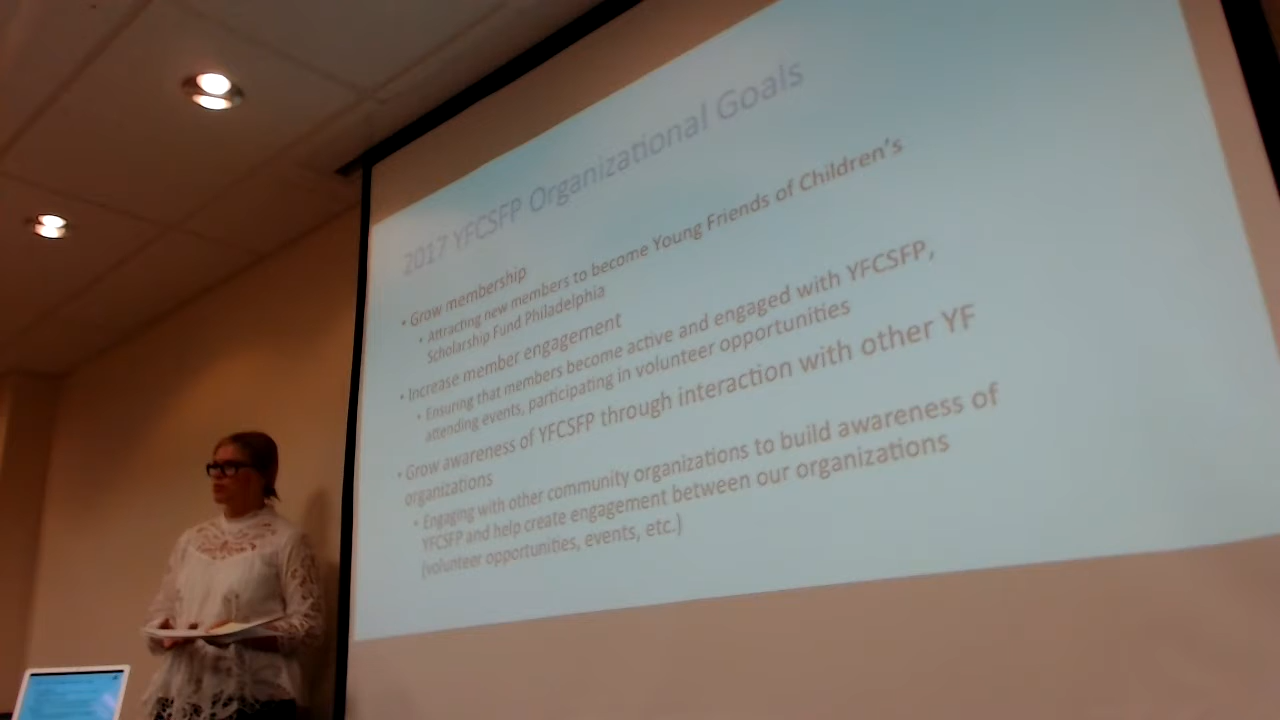 2017 YFCSFP Organizational Goals
• Grow membership
• Attracting new members to become Young Friends of Children's
Scholarship Fund Philadelphia
• Increase member engagement
• Ensuring that members become active and engaged with YFCSFP,
attending events, participating in volunteer opportunities
• Grow awareness of YFCSFP through interaction with other YF
organizations
• Engaging with other community organizations to build awareness of
YFCSFP and help create engagement between our organizations
(volunteer opportunities, events, etc.)